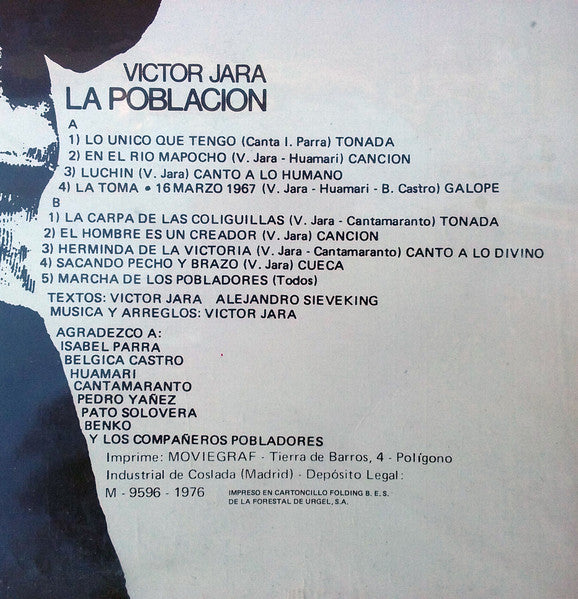 VICTOR JARA
LA POBLACION
A
1) LO UNICO QUE TENGO (Canta I. Parra) TONADA
2) EN EL RIO MAPOCHO (V. Jara - Huamari) CANCION
3) LUCHIN (V. Jara) CANTO A LO HUMANO
4) LA TOMA • 16 MARZO 1967 (V. Jara - Huamari - B. Castro) GALOPE
B
1) LA CARPA DE LAS COLIGUILLAS (V. Jara - Cantamaranto) TONADA
2) EL HOMBRE ES UN CREADOR (V. Jara) CANCION
3) HERMINDA DE LA VICTORIA (V. Jara - Cantamaranto) CANTO A LO DIVINO
4) SACANDO PECHO Y BRAZO (V. Jara) CUECA
5) MARCHA DE LOS POBLADORES (Todos)
TEXTOS: VICTOR JARA ALEJANDRO SIEVEKING
MUSICA Y ARREGLOS: VICTOR JARA
AGRADEZCO A:
ISABEL PARRA
BELGICA CASTRO
HUAMARI
CANTAMARANTO
PEDRO YAÑEZ
PATO SOLOVERA
BENKO
Y LOS COMPAÑEROS POBLADORES
Imprime: MOVIEGRAF - Tierra de Barros, 4 - Polígono
Industrial de Coslada (Madrid) - Depósito Legal:
M - 9596 - 1976
IMPRESO EN CARTONCILLO FOLDING B. E. S.
DE LA FORESTAL DE URGEL, S.A.